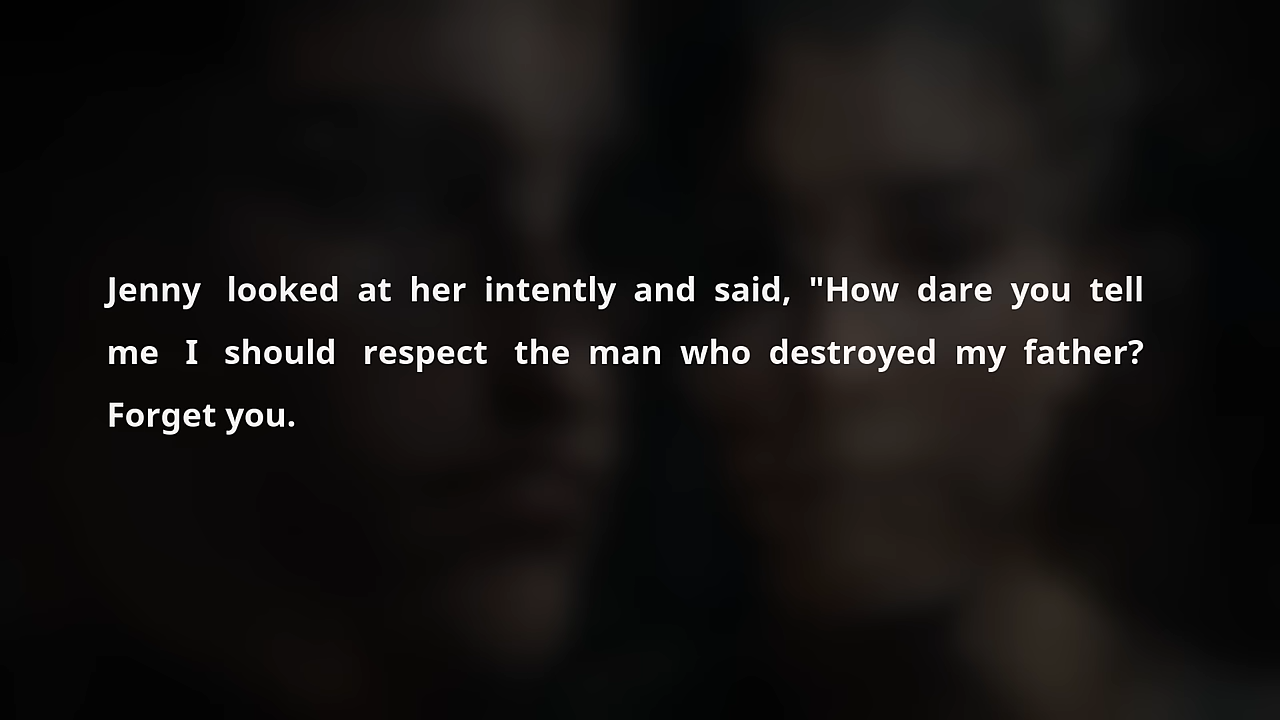 Jenny looked at her intently and said, "How dare you tell
me I should respect the man who destroyed my father?
Forget you.